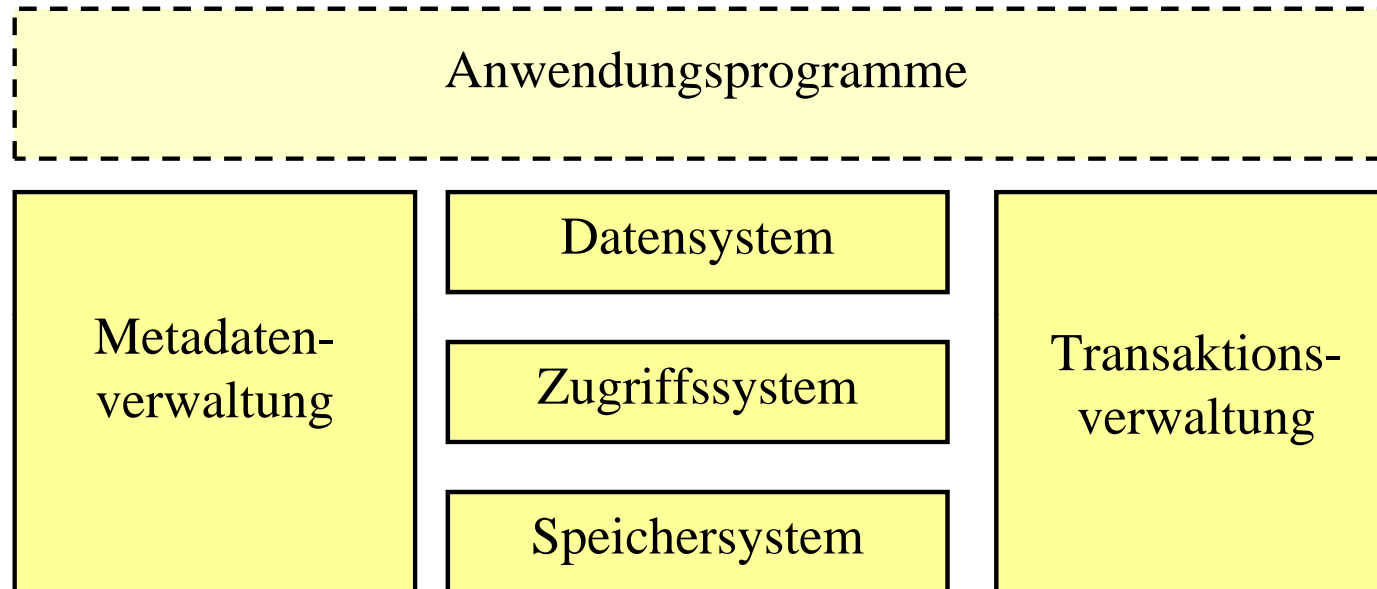 Anwendungsprogramme
Datensystem
Metadaten-
verwaltung
Zugriffssystem
Transaktions-
verwaltung
Speichersystem